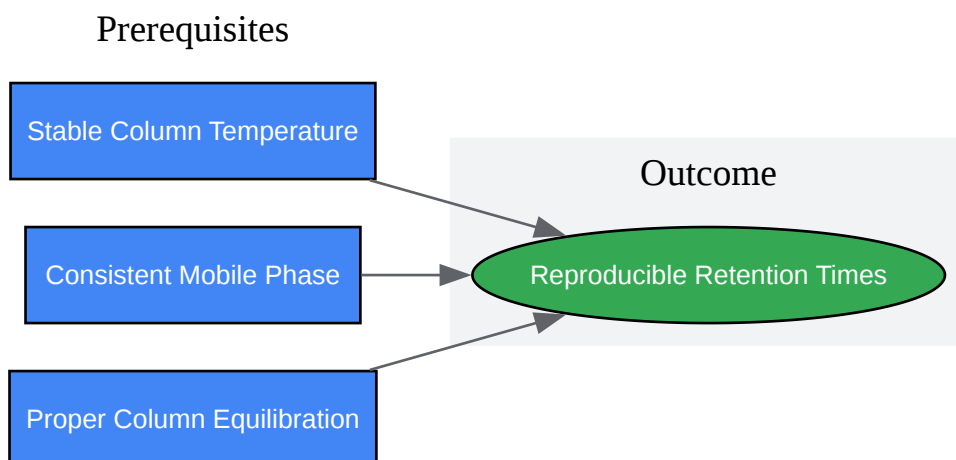 Prerequisites
Stable Column Temperature
Consistent Mobile Phase
Proper Column Equilibration
Outcome
Reproducible Retention Times